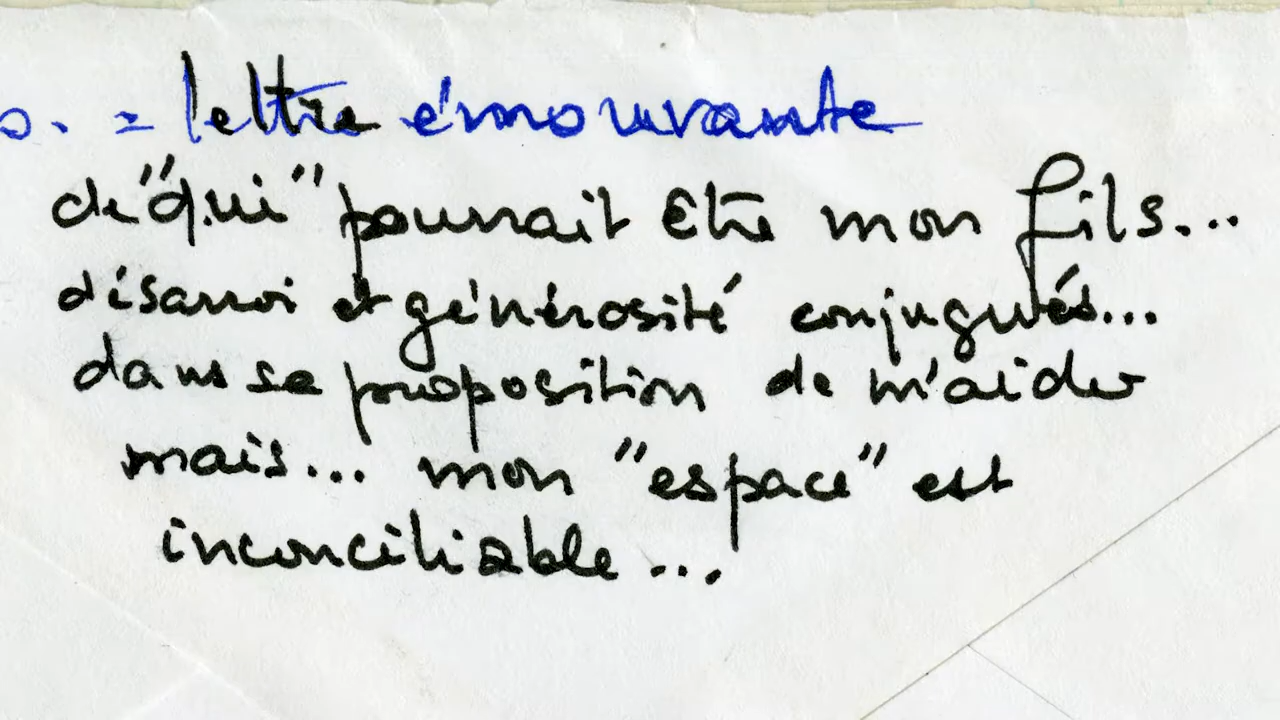 o. = lettre émouvante
de "qui" pourrait être mon fils...
désarroi et générosité conjugués...
dans sa proposition de m'aider
mais... mon "espace" est
inconciliable...